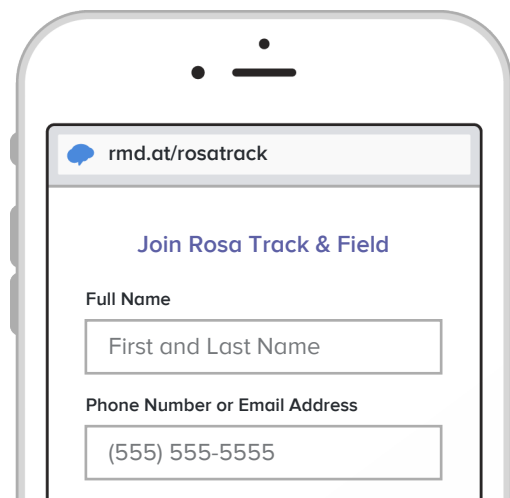 rmd.at/rosatrack
Join Rosa Track & Field
Full Name
First and Last Name
Phone Number or Email Address
(555) 555-5555